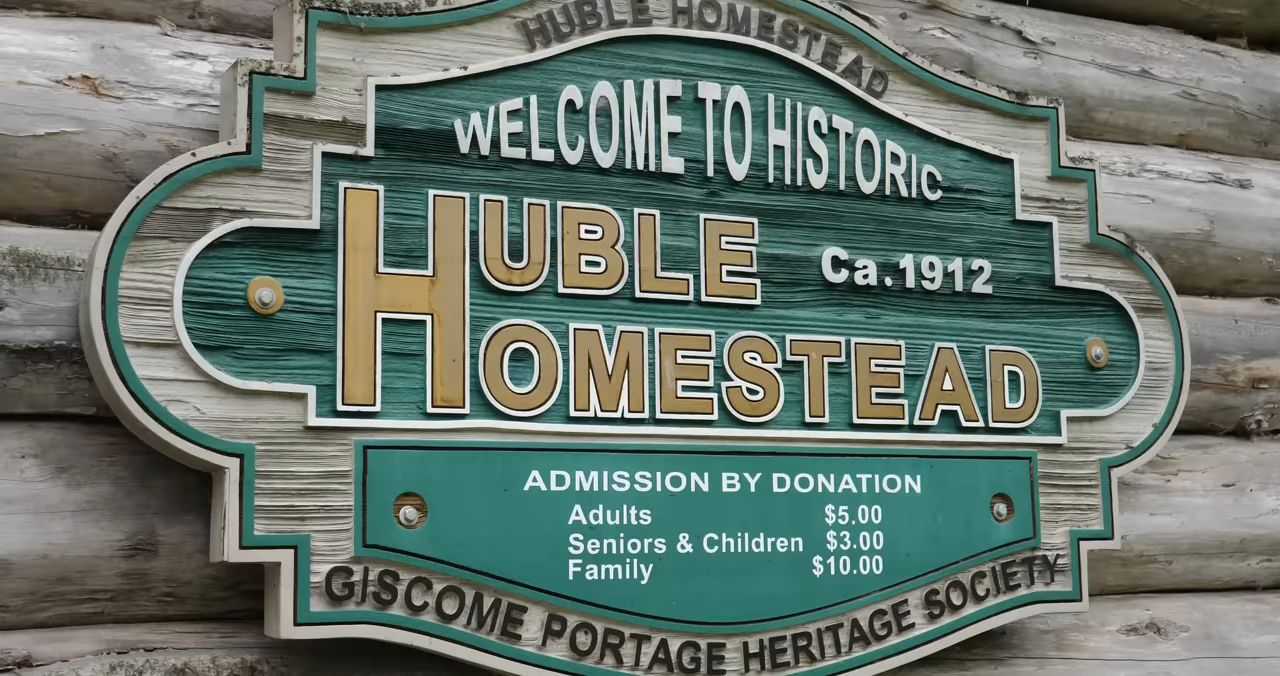 HUBLE HOMESTEAD
WELCOME TO HISTORIC
HUBLE
Ca.1912
HOMESTEAD
ADMISSION BY DONATION
Adults $5.00
Seniors & Children $3.00
Family $10.00
GISCOME PORTAGE HERITAGE SOCIETY